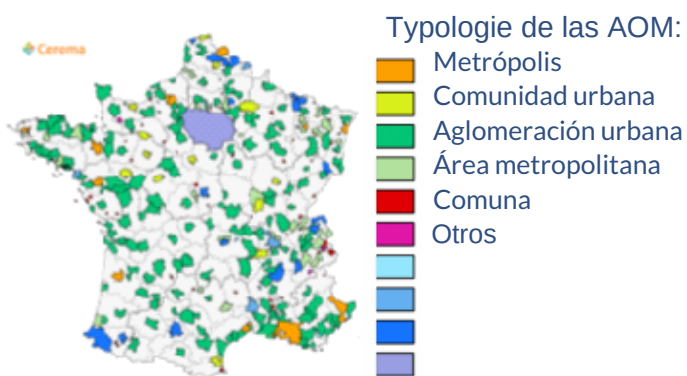 Cerema
Typologie de las AOM:
Metrópolis
Comunidad urbana
Aglomeración urbana
Área metropolitana
Comuna
Otros